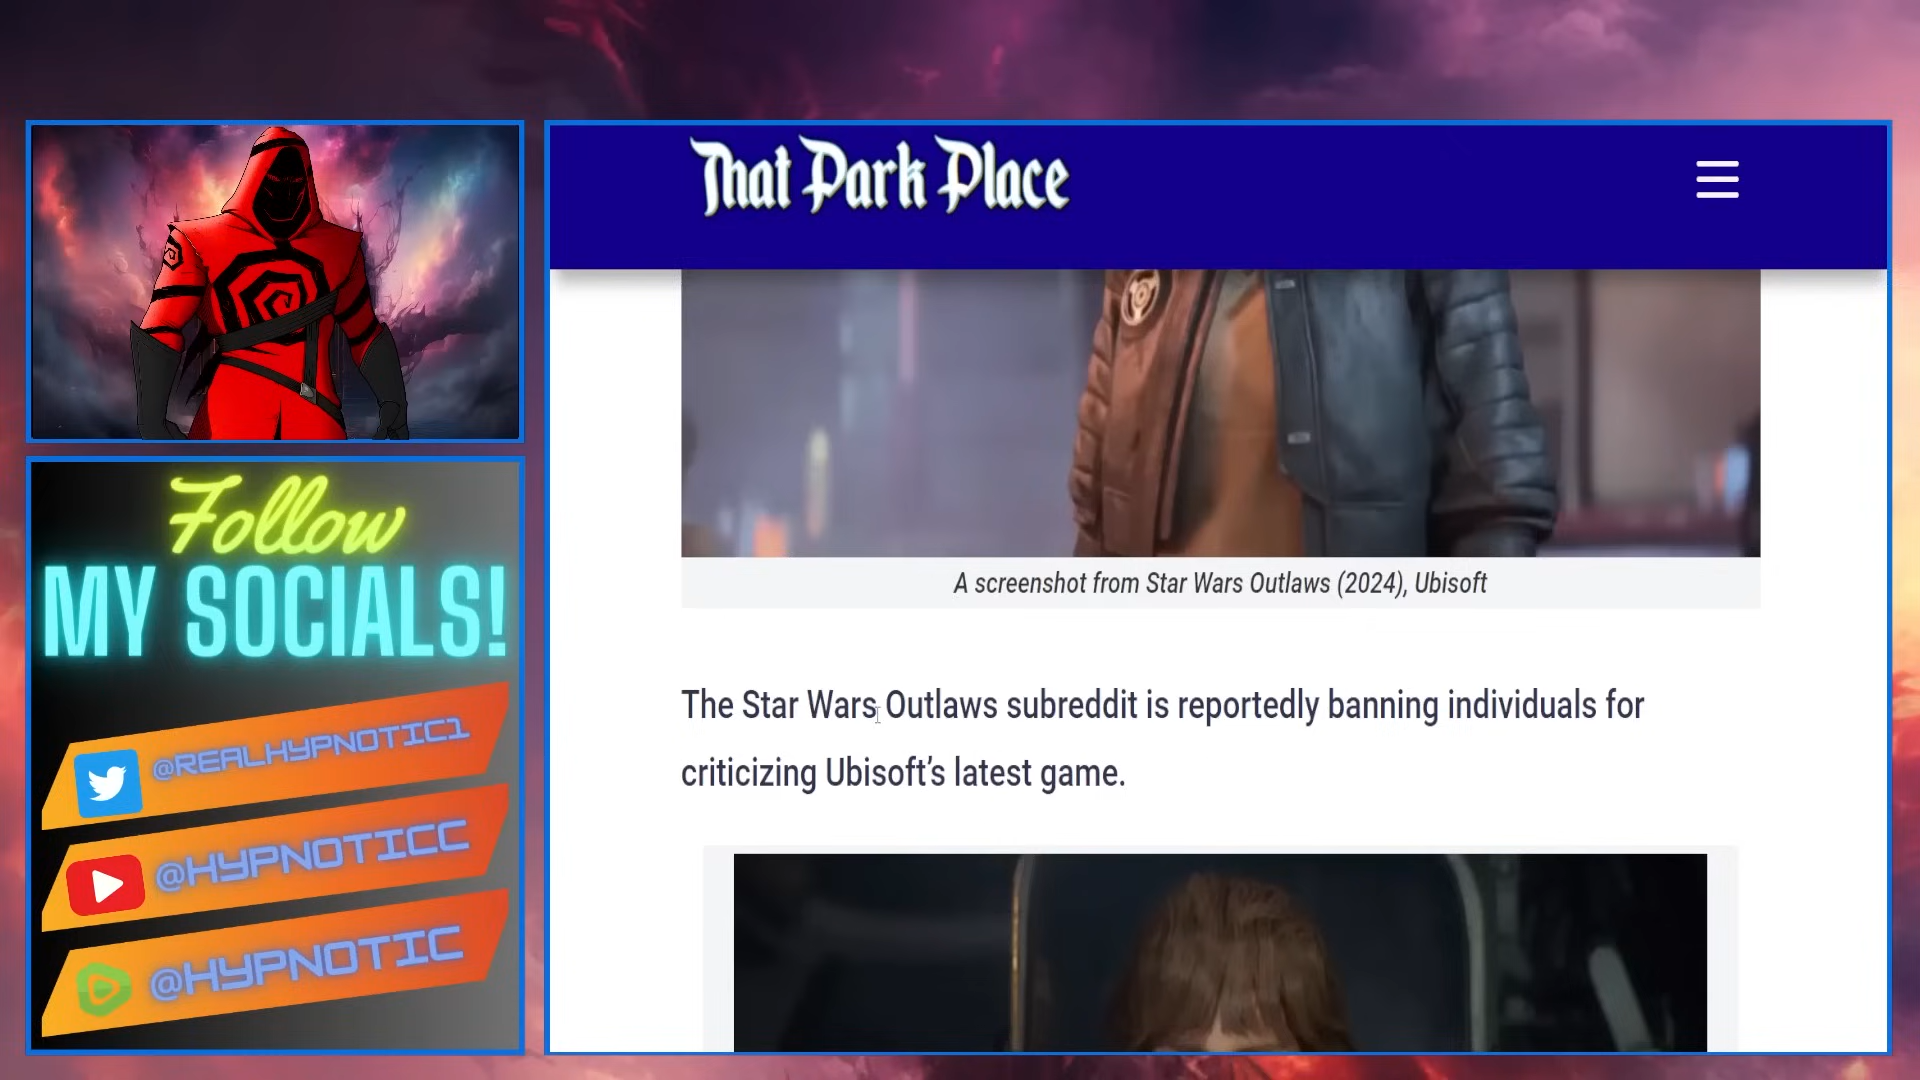 That Park Place
A screenshot from Star Wars Outlaws (2024), Ubisoft
The Star Wars Outlaws subreddit is reportedly banning individuals for
criticizing Ubisoft's latest game.
Follow
MY SOCIALS!
@REALHYPNOTIC1
@HYPNOTICC
@HYPNOTIC